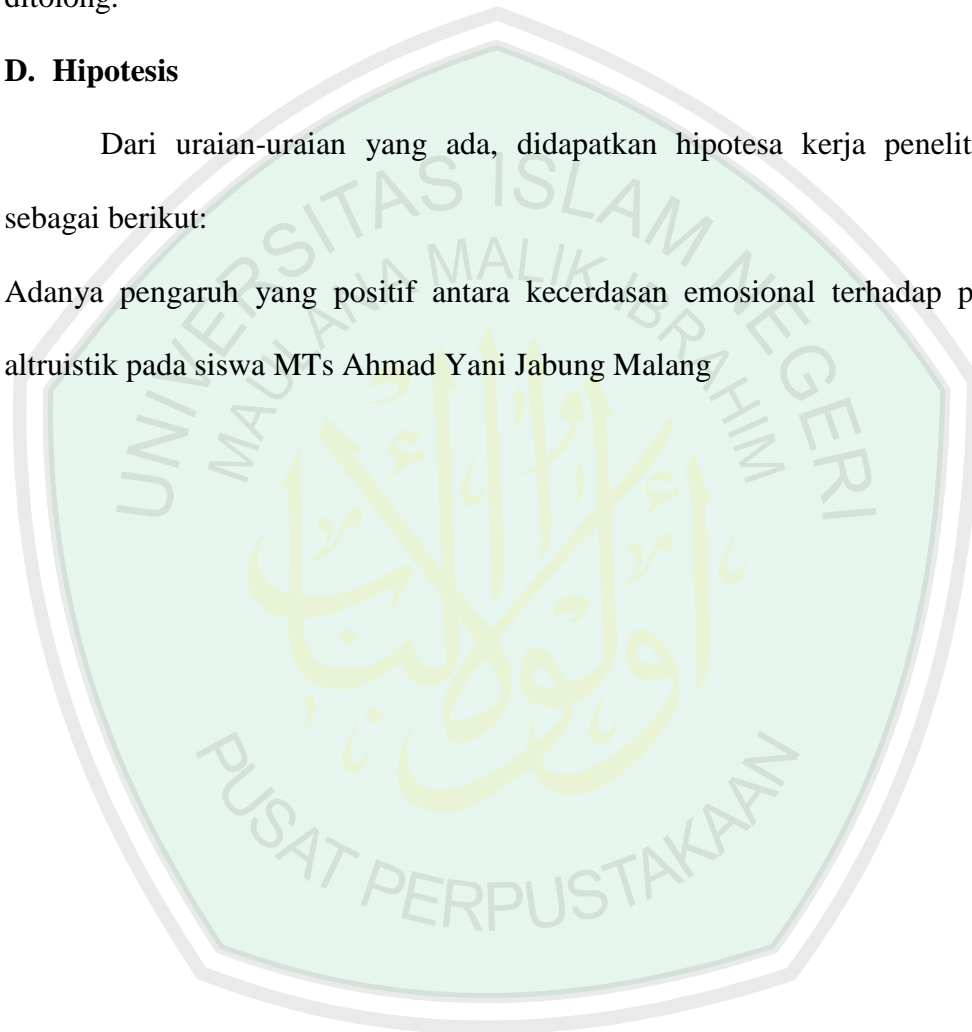 ditolong.
D. Hipotesis
Dari uraian-uraian yang ada, didapatkan hipotesa kerja penelit
sebagai berikut:
Adanya pengaruh yang positif antara kecerdasan emosional terhadap p
altruistik pada siswa MTs Ahmad Yani Jabung Malang
UNIVERSITAS ISLAM NEGERI
MAULANA MALIK IBRAHIM
PUSAT PERPUSTAKAAN